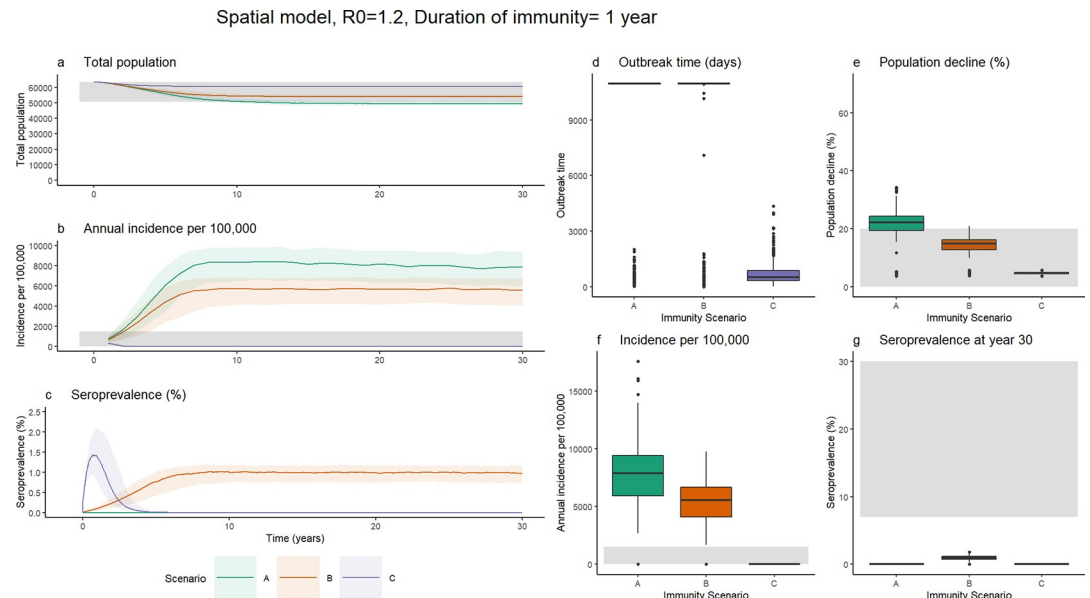 Spatial model, R0=1.2, Duration of immunity= 1 year
a Total population
Total population
60000
50000
40000
30000
20000
10000
0
0 10 20 30
b Annual incidence per 100,000
Incidence per 100,000
10000
8000
6000
4000
2000
0
0 10 20 30
c Seroprevalence (%)
Seroprevalence (%)
2.5
2.0
1.5
1.0
0.5
0.0
0 10 20 30
Time (years)
Scenario A B C
d Outbreak time (days)
Outbreak time
9000
6000
3000
0
A B C
Immunity Scenario
e Population decline (%)
Population decline (%)
60
40
20
0
A B C
Immunity Scenario
f Incidence per 100,000
Annual incidence per 100,000
15000
10000
5000
0
A B C
Immunity Scenario
g Seroprevalence at year 30
Seroprevalence (%)
30
20
10
0
A B C
Immunity Scenario